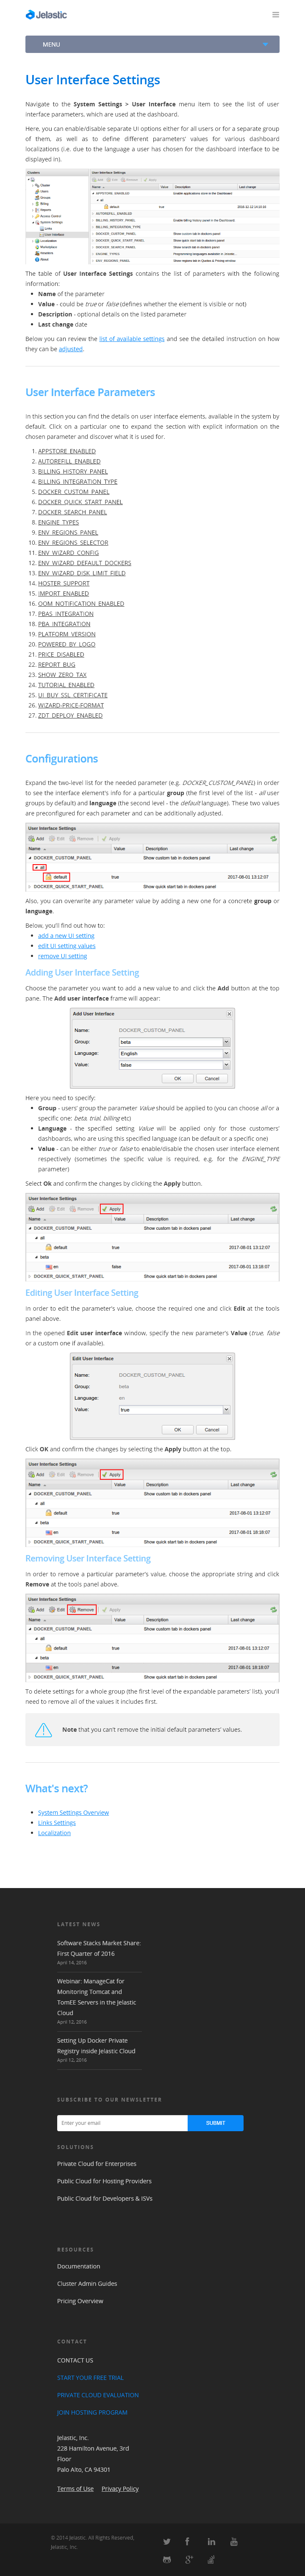 Jelastic
MENU
User Interface Settings
Navigate to the System Settings > User Interface menu item to see the list of user
interface parameters, which are used at the dashboard.
Here, you can enable/disable separate UI options either for all users or for a separate group
of them, as well as to define different parameters' values for various dashboard
localizations (i.e. due to the language a user has chosen for the dashboard interface to be
displayed in).
The table of User Interface Settings contains the list of parameters with the following
information:
Name of the parameter
Value - could be true or false (defines whether the element is visible or not)
Description - optional details on the listed parameter
Last change date
Below you can review the list of available settings and see the detailed instruction on how
they can be adjusted.
User Interface Parameters
In this section you can find the details on user interface elements, available in the system by
default. Click on a particular one to expand the section with explicit information on the
chosen parameter and discover what it is used for.
1. APPSTORE_ENABLED
2. AUTOREFILL_ENABLED
3. BILLING_HISTORY_PANEL
4. BILLING_INTEGRATION_TYPE
5. DOCKER_CUSTOM_PANEL
6. DOCKER_QUICK_START_PANEL
7. DOCKER_SEARCH_PANEL
8. ENGINE_TYPES
9. ENV_REGIONS_PANEL
10. ENV_REGIONS_SELECTOR
11. ENV_WIZARD_CONFIG
12. ENV_WIZARD_DEFAULT_DOCKERS
13. ENV_WIZARD_DISK_LIMIT_FIELD
14. HOSTER_SUPPORT
15. IMPORT_ENABLED
16. OOM_NOTIFICATION_ENABLED
17. PBAS_INTEGRATION
18. PBA_INTEGRATION
19. PLATFORM_VERSION
20. POWERED_BY_LOGO
21. PRICE_DISABLED
22. REPORT_BUG
23. SHOW_ZERO_TAX
24. TUTORIAL_ENABLED
25. UI_BUY_SSL_CERTIFICATE
26. WIZARD-PRICE-FORMAT
27. ZDT_DEPLOY_ENABLED
Configurations
Expand the two-level list for the needed parameter (e.g. DOCKER_CUSTOM_PANEL) in order
to see the interface element's info for a particular group (the first level of the list - all user
groups by default) and language (the second level - the default language). These two values
are preconfigured for each parameter and can be additionally adjusted.
User Interface Settings
Add Edit Remove Apply
Name Value Description Last Change
DOCKER_CUSTOM_PANEL Show custom tab in dockers panel
all
default true 2017-08-01 13:12:07
DOCKER_QUICK_START_PANEL Show quick start tab in dockers panel
Also, you can overwrite any parameter value by adding a new one for a concrete group or
language.
Below, you'll find out how to:
add a new UI setting
edit UI setting values
remove UI setting
Adding User Interface Setting
Choose the parameter you want to add a new value to and click the Add button at the top
pane. The Add user interface frame will appear:
Add User Interface
Name: DOCKER_CUSTOM_PANEL
Group: beta
Language: English
Value: false
OK Cancel
Here you need to specify:
Group - users' group the parameter Value should be applied to (you can choose all or a
specific one: beta, trial, billing etc)
Language - the specified setting Value will be applied only for those customers'
dashboards, who are using this specified language (can be default or a specific one)
Value - can be either true or false to enable/disable the chosen user interface element
respectively (sometimes the specific value is required, e.g. for the ENGINE_TYPE
parameter)
Select Ok and confirm the changes by clicking the Apply button.
User Interface Settings
Add Edit Remove Apply
Name Value Description Last Change
DOCKER_CUSTOM_PANEL Show custom tab in dockers panel
all
default true 2017-08-01 13:12:07
beta
en false 2017-08-01 13:16:07
DOCKER_QUICK_START_PANEL Show quick start tab in dockers panel
Editing User Interface Setting
In order to edit the parameter's value, choose the required one and click Edit at the tools
panel above.
In the opened Edit user interface window, specify the new parameter's Value (true, false
or a custom one if available).
Edit User Interface
Name: DOCKER_CUSTOM_PANEL
Group: beta
Language: en
Value: true
OK Cancel
Click OK and confirm the changes by selecting the Apply button at the top.
User Interface Settings
Add Edit Remove Apply
Name Value Description Last Change
DOCKER_CUSTOM_PANEL Show custom tab in dockers panel
all
default true 2017-08-01 13:12:07
beta
en true 2017-08-01 18:18:07
DOCKER_QUICK_START_PANEL Show quick start tab in dockers panel
Removing User Interface Setting
In order to remove a particular parameter's value, choose the appropriate string and click
Remove at the tools panel above.
User Interface Settings
Add Edit Remove Apply
Name Value Description Last Change
DOCKER_CUSTOM_PANEL Show custom tab in dockers panel
all
default true 2017-08-01 13:12:07
beta
en true 2017-08-01 18:18:07
DOCKER_QUICK_START_PANEL Show quick start tab in dockers panel
To delete settings for a whole group (the first level of the expandable parameters' list), you'll
need to remove all of the values it includes first.
Note that you can't remove the initial default parameters' values.
What's next?
System Settings Overview
Links Settings
Localization
LATEST NEWS
Software Stacks Market Share:
First Quarter of 2016
April 14, 2016
Webinar: ManageCat for
Monitoring Tomcat and
TomEE Servers in the Jelastic
Cloud
April 12, 2016
Setting Up Docker Private
Registry inside Jelastic Cloud
April 12, 2016
SUBSCRIBE TO OUR NEWSLETTER
Enter your email SUBMIT
SOLUTIONS
Private Cloud for Enterprises
Public Cloud for Hosting Providers
Public Cloud for Developers & ISVs
RESOURCES
Documentation
Cluster Admin Guides
Pricing Overview
CONTACT
CONTACT US
START YOUR FREE TRIAL
PRIVATE CLOUD EVALUATION
JOIN HOSTING PROGRAM
Jelastic, Inc.
228 Hamilton Avenue, 3rd
Floor
Palo Alto, CA 94301
Terms of Use Privacy Policy
© 2014 Jelastic. All Rights Reserved,
Jelastic, Inc.